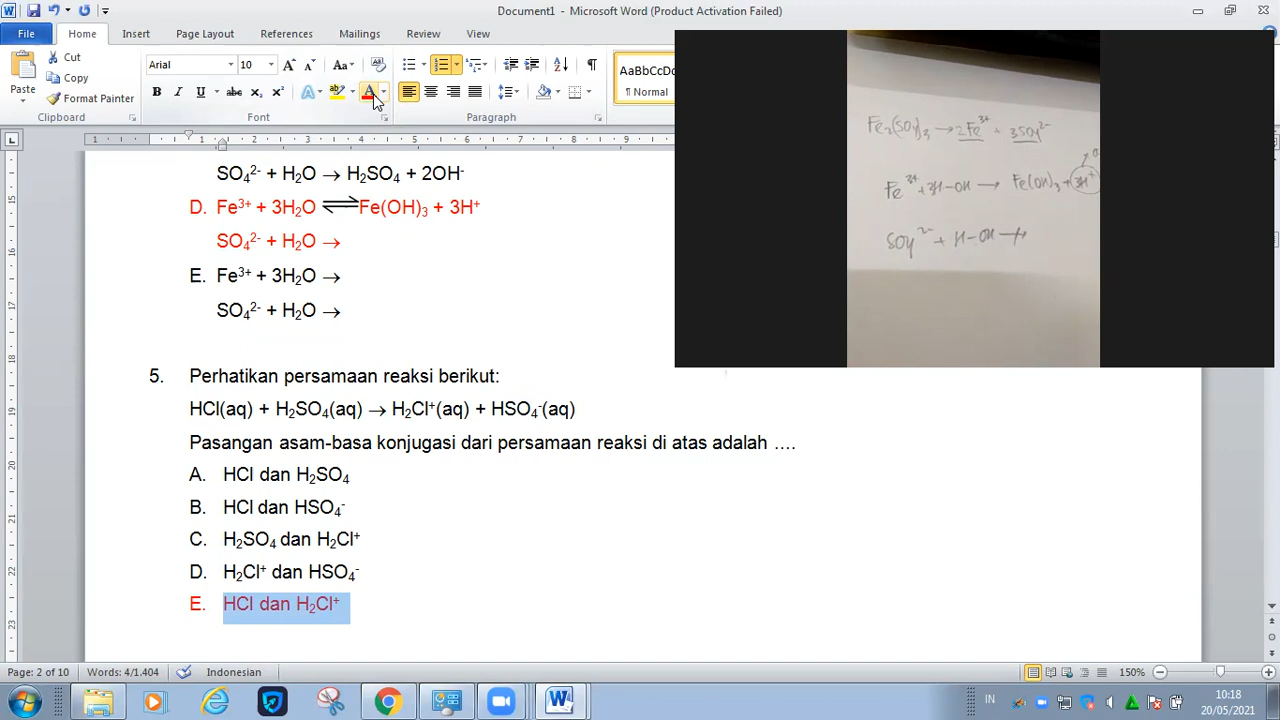 Document1 - Microsoft Word (Product Activation Failed)
File Home Insert Page Layout References Mailings Review View
Cut
Copy
Format Painter
Paste
Arial 10
AaBbCcDd
¶ Normal
Clipboard Font Paragraph
SO₄²⁻ + H₂O → H₂SO₄ + 2OH⁻
D. Fe³⁺ + 3H₂O ⇌ Fe(OH)₃ + 3H⁺
SO₄²⁻ + H₂O →
E. Fe³⁺ + 3H₂O →
SO₄²⁻ + H₂O →
5. Perhatikan persamaan reaksi berikut:
HCl(aq) + H₂SO₄(aq) → H₂Cl⁺(aq) + HSO₄⁻(aq)
Pasangan asam-basa konjugasi dari persamaan reaksi di atas adalah ….
A. HCl dan H₂SO₄
B. HCl dan HSO₄⁻
C. H₂SO₄ dan H₂Cl⁺
D. H₂Cl⁺ dan HSO₄⁻
E. HCl dan H₂Cl⁺
Fe₂(SO₄)₃ → 2Fe³⁺ + 3SO₄²⁻
Fe³⁺ + 3H-OH → Fe(OH)₃ + 3H⁺
SO₄²⁻ + H-OH ↛
Page: 2 of 10 Words: 4/1.404 Indonesian 150%
IN 10:18
20/05/2021